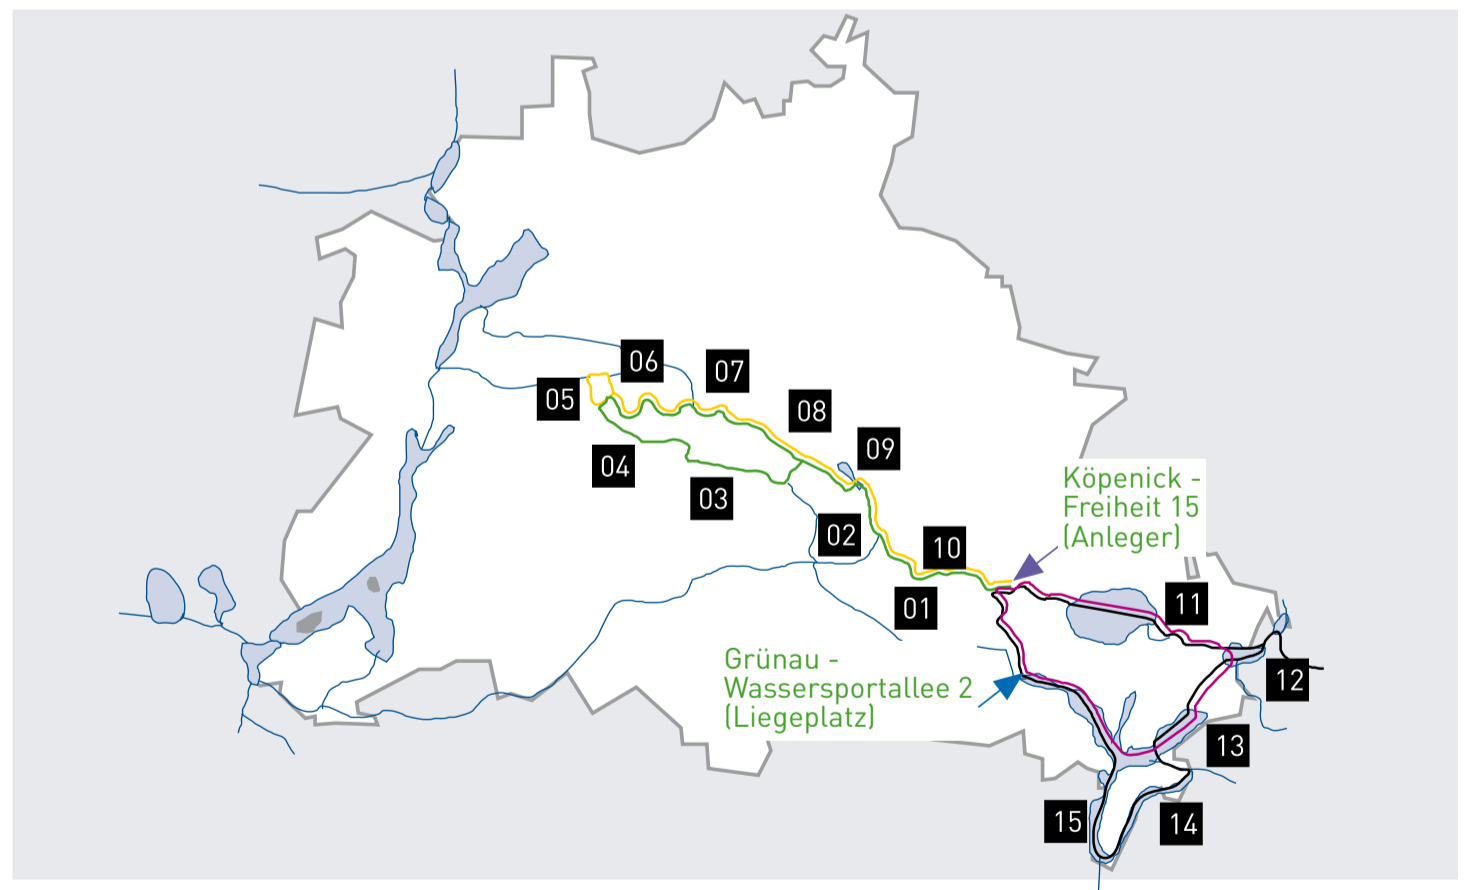 06
07
05
08
09
04
Köpenick -
Freiheit 15
(Anleger)
03
02
10
11
01
Grünau -
Wassersportallee 2
(Liegeplatz)
12
13
15
14